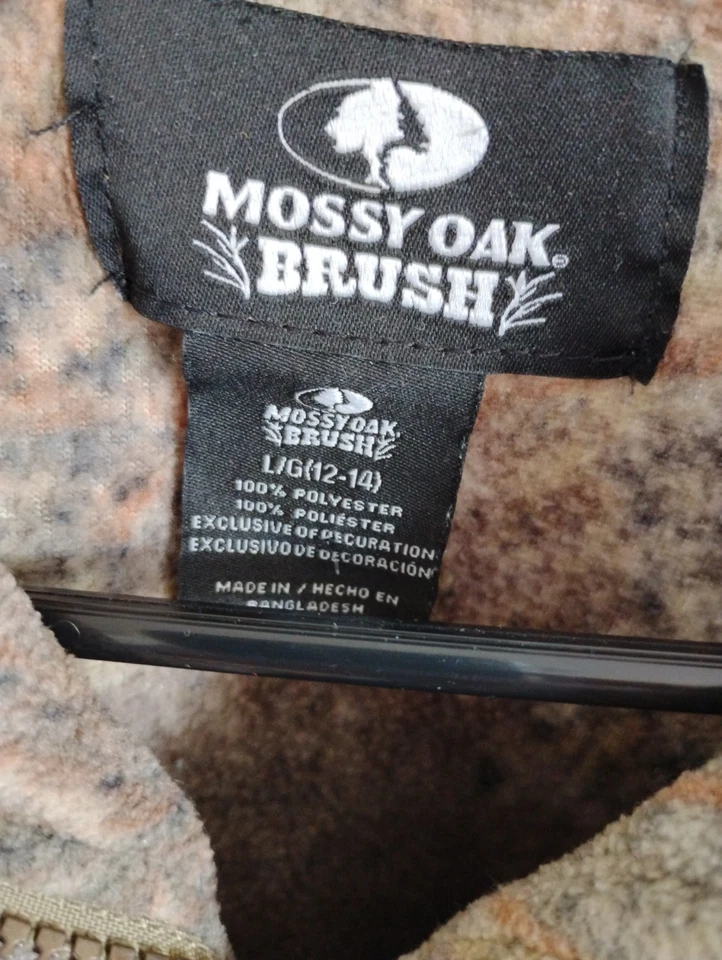 MOSSY OAK®
BRUSH
MOSSY OAK
BRUSH
L/G(12-14)
100% POLYESTER
100% POLIÉSTER
EXCLUSIVE OF DECURATION
EXCLUSIVO DE DECORACIÓN
MADE IN / HECHO EN
BANGLADESH